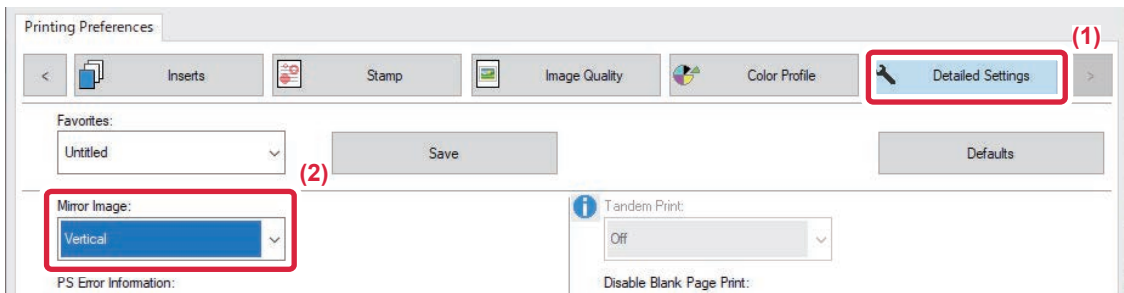 Printing Preferences
(1)
<
Inserts
Stamp
Image Quality
Color Profile
Detailed Settings
>
Favorites:
Untitled
Save
Defaults
(2)
Mirror Image:
Vertical
Tandem Print:
Off
PS Error Information:
Disable Blank Page Print: